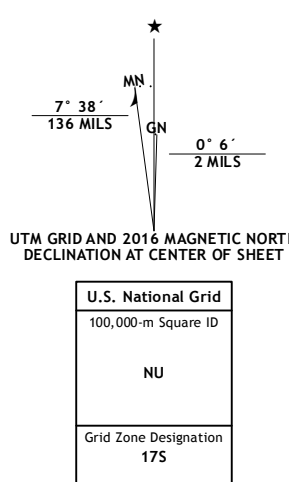 ★
MN
7° 38´
136 MILS
GN
0° 6´
2 MILS
UTM GRID AND 2016 MAGNETIC NORT
DECLINATION AT CENTER OF SHEET
U.S. National Grid
100,000-m Square ID
NU
Grid Zone Designation
17S